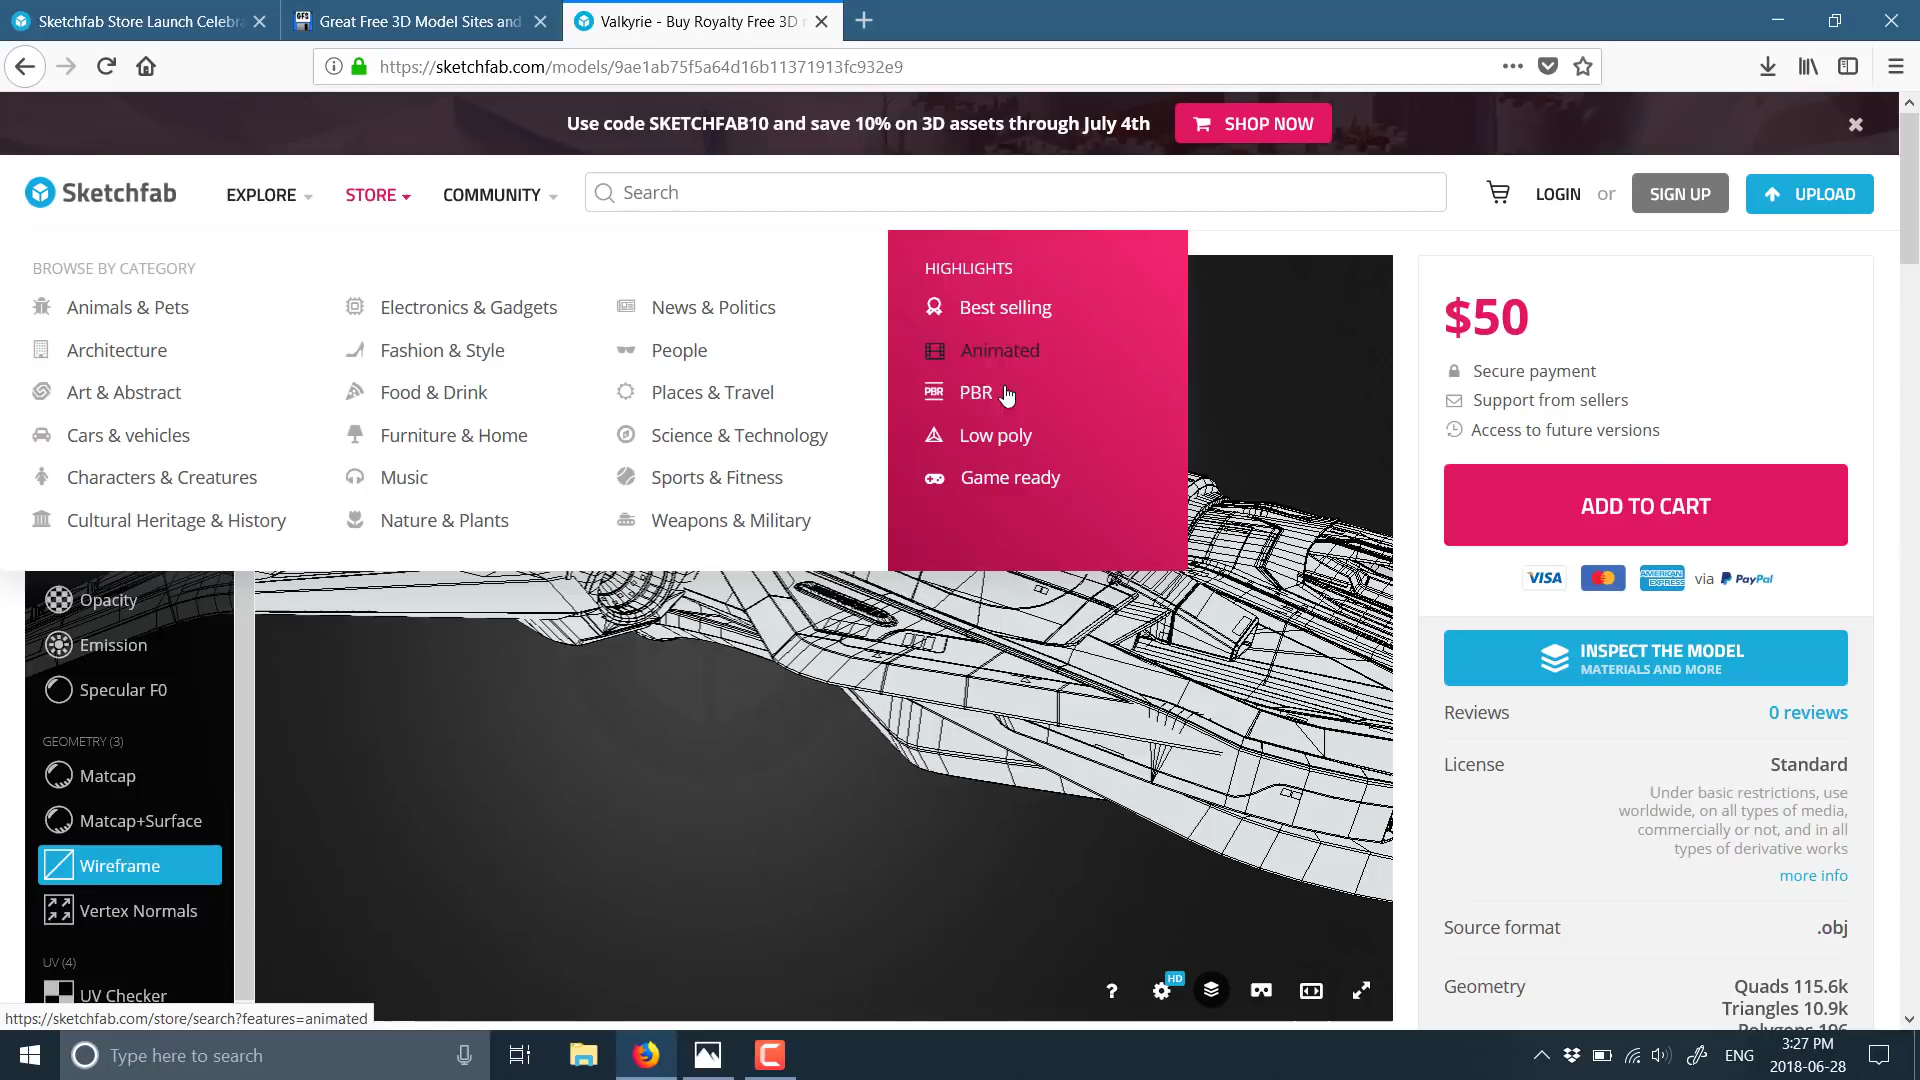 Sketchfab Store Launch Celebra
Great Free 3D Model Sites and
Valkyrie - Buy Royalty Free 3D
https://sketchfab.com/models/9ae1ab75f5a64d16b11371913fc932e9
Use code SKETCHFAB10 and save 10% on 3D assets through July 4th
SHOP NOW
Sketchfab
EXPLORE
STORE
COMMUNITY
Search
LOGIN or
SIGN UP
UPLOAD
BROWSE BY CATEGORY
Animals & Pets
Architecture
Art & Abstract
Cars & vehicles
Characters & Creatures
Cultural Heritage & History
Electronics & Gadgets
Fashion & Style
Food & Drink
Furniture & Home
Music
Nature & Plants
News & Politics
People
Places & Travel
Science & Technology
Sports & Fitness
Weapons & Military
HIGHLIGHTS
Best selling
Animated
PBR PBR
Low poly
Game ready
$50
Secure payment
Support from sellers
Access to future versions
ADD TO CART
VISA MasterCard AMERICAN EXPRESS via PayPal
INSPECT THE MODEL
MATERIALS AND MORE
Reviews 0 reviews
License Standard
Under basic restrictions, use
worldwide, on all types of media,
commercially or not, and in all
types of derivative works
more info
Source format .obj
Geometry Quads 115.6k
Triangles 10.9k
Polygons 196
Opacity
Emission
Specular F0
GEOMETRY (3)
Matcap
Matcap+Surface
Wireframe
Vertex Normals
UV (4)
UV Checker
? HD
https://sketchfab.com/store/search?features=animated
Type here to search
ENG
3:27 PM
2018-06-28